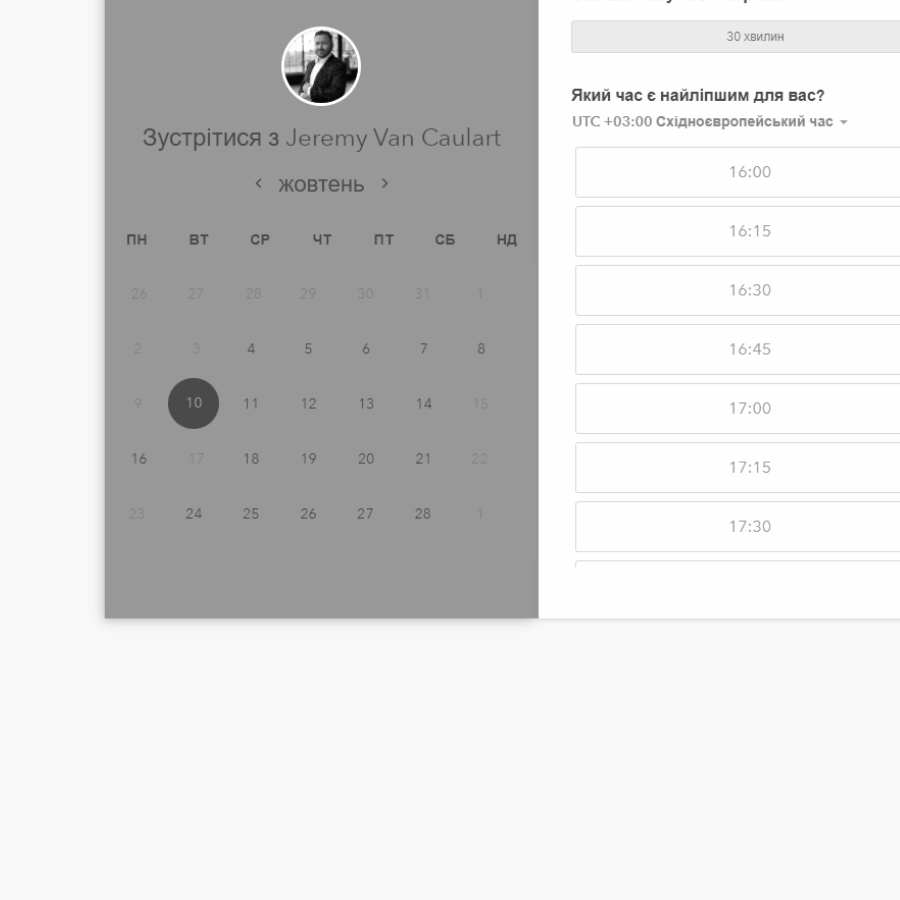 Зустрітися з Jeremy Van Caulart
жовтень
ПН ВТ СР ЧТ ПТ СБ НД
26 27 28 29 30 31 1
2 3 4 5 6 7 8
9 10 11 12 13 14 15
16 17 18 19 20 21 22
23 24 25 26 27 28 1
30 хвилин
Який час є найліпшим для вас?
UTC +03:00 Східноєвропейський час
16:00
16:15
16:30
16:45
17:00
17:15
17:30